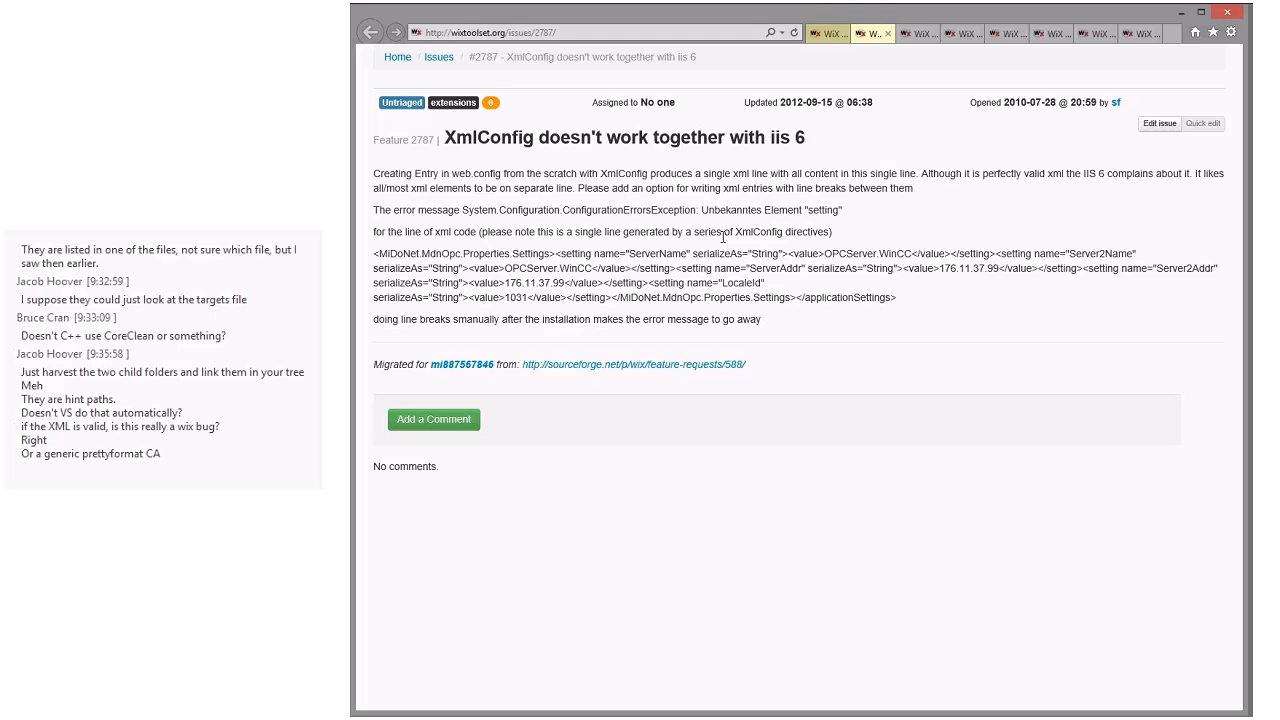 They are listed in one of the files, not sure which file, but I
saw then earlier.
Jacob Hoover [9:32:59 ]
I suppose they could just look at the targets file
Bruce Cran [9:33:09 ]
Doesn't C++ use CoreClean or something?
Jacob Hoover [9:35:58 ]
Just harvest the two child folders and link them in your tree
Meh
They are hint paths.
Doesn't VS do that automatically?
if the XML is valid, is this really a wix bug?
Right
Or a generic prettyformat CA
http://wixtoolset.org/issues/2787/
WiX ...
W..
WiX ...
WiX ...
WiX ...
WiX ...
WiX ...
WiX ...
Home / Issues / #2787 - XmlConfig doesn't work together with iis 6
Untriaged extensions 0 Assigned to No one Updated 2012-09-15 @ 06:38 Opened 2010-07-28 @ 20:59 by sf
Edit issue Quick edit
Feature 2787 | XmlConfig doesn't work together with iis 6
Creating Entry in web.config from the scratch with XmlConfig produces a single xml line with all content in this single line. Although it is perfectly valid xml the IIS 6 complains about it. It likes
all/most xml elements to be on separate line. Please add an option for writing xml entries with line breaks between them
The error message System.Configuration.ConfigurationErrorsException: Unbekanntes Element "setting"
for the line of xml code (please note this is a single line generated by a series of XmlConfig directives)
<MiDoNet.MdnOpc.Properties.Settings><setting name="ServerName" serializeAs="String"><value>OPCServer.WinCC</value></setting><setting name="Server2Name"
serializeAs="String"><value>OPCServer.WinCC</value></setting><setting name="ServerAddr" serializeAs="String"><value>176.11.37.99</value></setting><setting name="Server2Addr"
serializeAs="String"><value>176.11.37.99</value></setting><setting name="LocaleId"
serializeAs="String"><value>1031</value></setting></MiDoNet.MdnOpc.Properties.Settings></applicationSettings>
doing line breaks smanually after the installation makes the error message to go away
Migrated for mi887567846 from: http://sourceforge.net/p/wix/feature-requests/588/
Add a Comment
No comments.